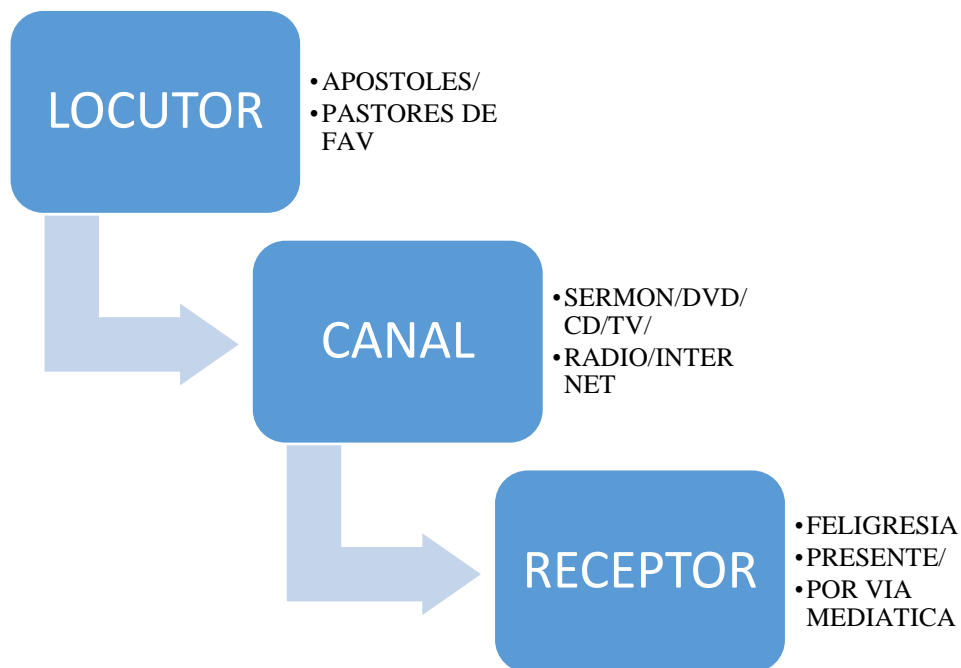 LOCUTOR
•APOSTOLES/
•PASTORES DE
FAV
CANAL
•SERMON/DVD/
CD/TV/
•RADIO/INTER
NET
RECEPTOR
•FELIGRESIA
•PRESENTE/
•POR VIA
MEDIATICA